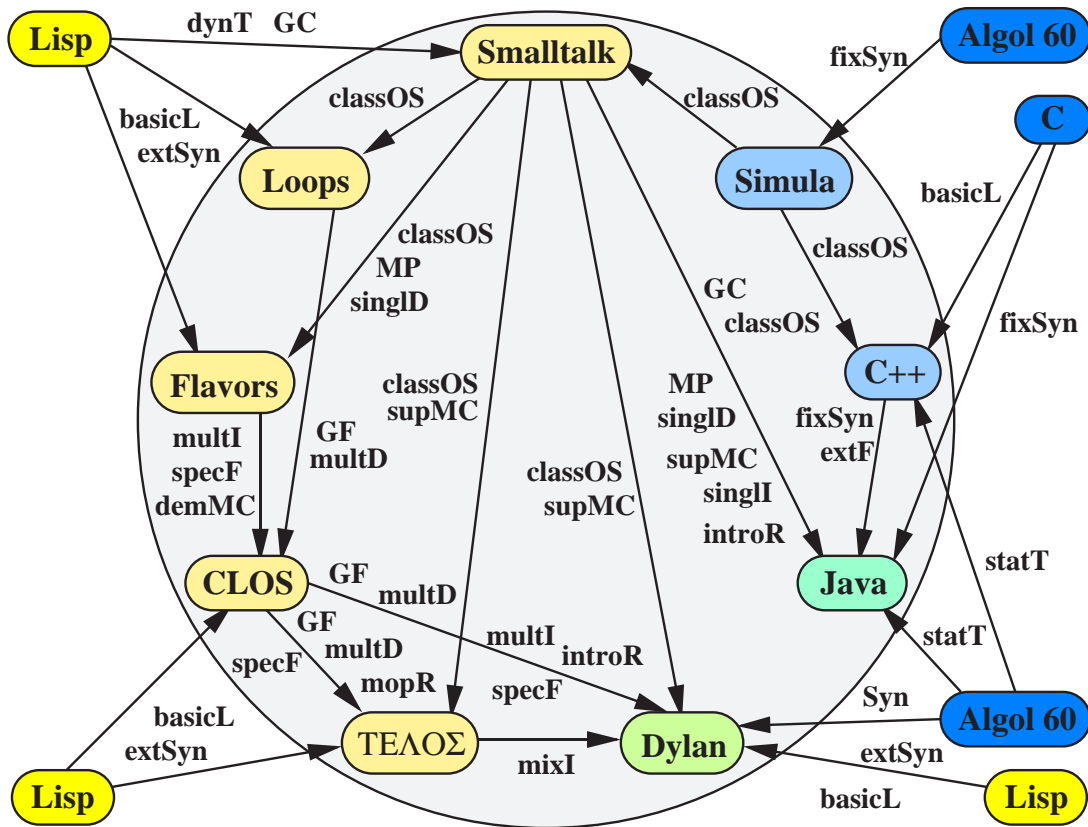 Lisp
dynT GC
Smalltalk
Algol 60
fixSyn
classOS
classOS
C
basicL
extSyn
Loops
Simula
basicL
classOS
classOS
MP
singlD
GC
classOS
fixSyn
Flavors
C++
classOS
supMC
MP
singlD
fixSyn
extF
multI
specF
demMC
GF
multD
classOS
supMC
supMC
singlI
introR
statT
CLOS
GF
multD
Java
GF
multD
mopR
specF
multI
introR
specF
statT
basicL
extSyn
ΤΕΛΟΣ
mixI
Dylan
Syn
Algol 60
extSyn
basicL
Lisp
Lisp